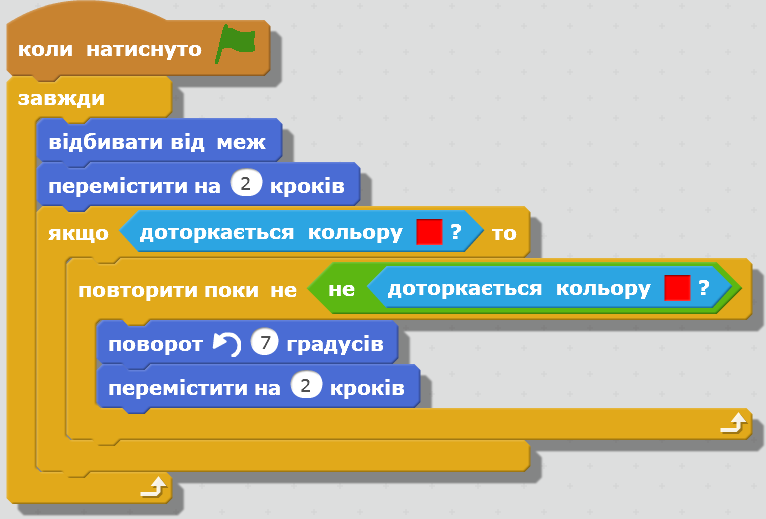 коли натиснуто
завжди
відбивати від меж
перемістити на 2 кроків
якщо доторкається кольору ? то
повторити поки не не доторкається кольору ?
поворот 7 градусів
перемістити на 2 кроків